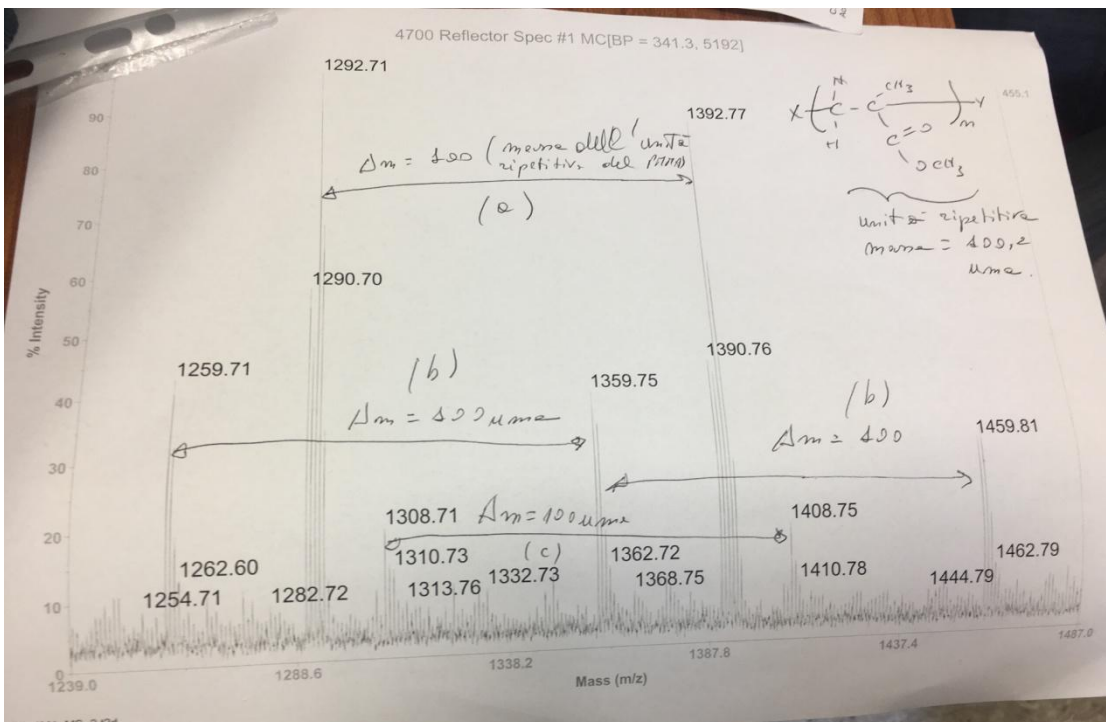 4700 Reflector Spec #1 MC[BP = 341.3, 5192]
1292.71
455.1
90
1392.77
X
H
C
H
C
CH3
C=O
OCH3
n
Y
Δm = 100 (massa dell'unità
ripetitiva del PMMA)
80
(a)
unità ripetitiva
massa = 100,2
uma.
70
60
1290.70
% Intensity
50
1390.76
1259.71
(b)
1359.75
(b)
40
Δm = 100 uma
Δm = 100
1459.81
30
20
1308.71
Δm=100 uma
1408.75
1262.60
1310.73
(c)
1362.72
1462.79
1254.71
1282.72
1313.76
1332.73
1368.75
1410.78
1444.79
10
0
1239.0
1288.6
1338.2
1387.8
1437.4
1487.0
Mass (m/z)